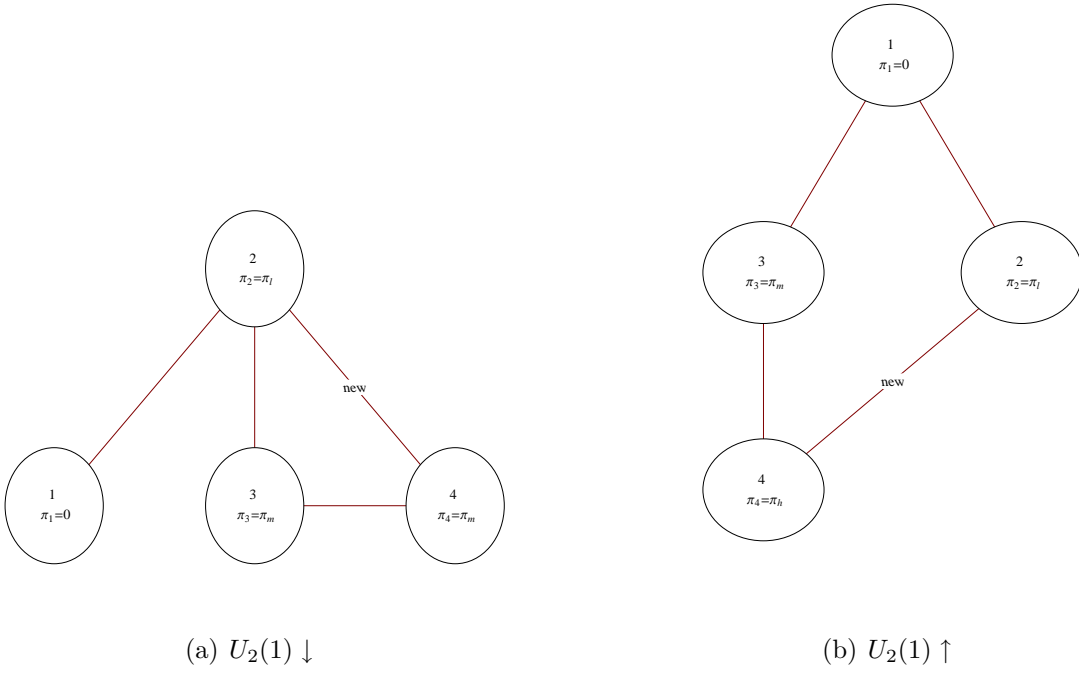 2
π₂=πₗ
new
1
π₁=0
3
π₃=πₘ
4
π₄=πₘ
(a) U₂(1) ↓
1
π₁=0
3
π₃=πₘ
2
π₂=πₗ
new
4
π₄=πₕ
(b) U₂(1) ↑